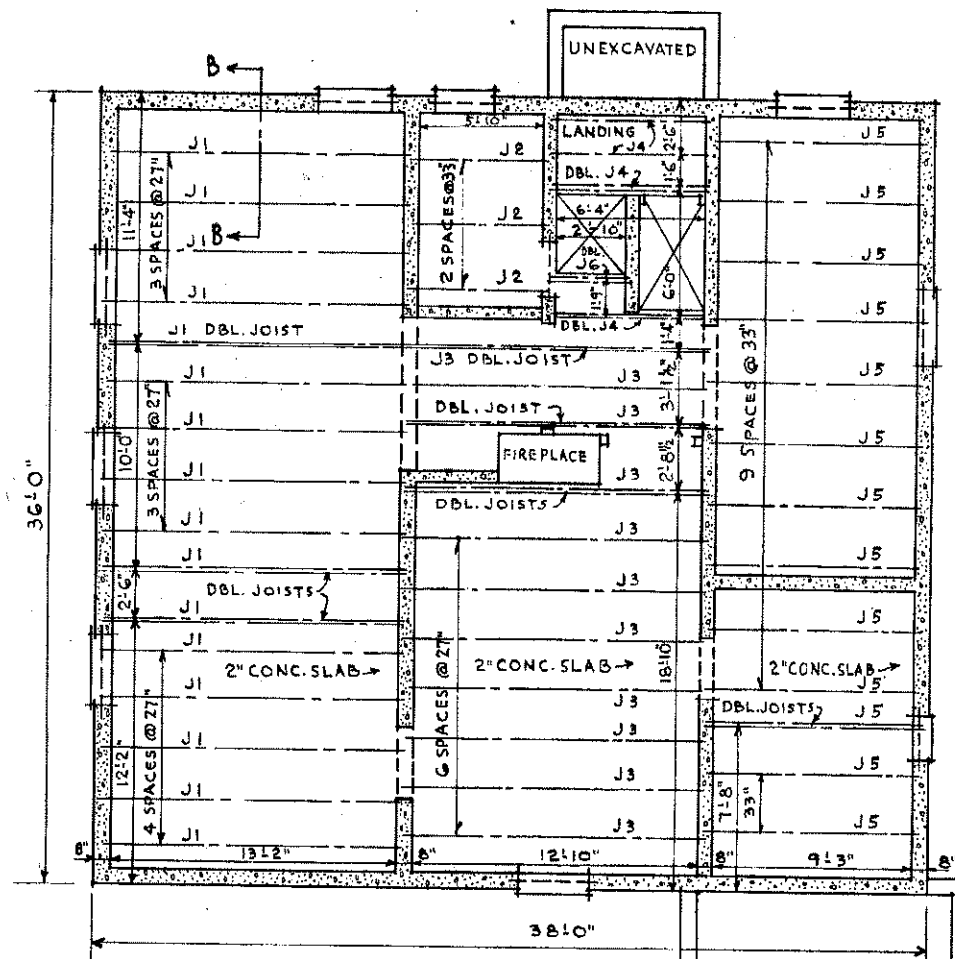 UNEXCAVATED
B
B
5'-10"
LANDING
J4
2'-6"
1'-6"
DBL. J4
6'-4"
2'-10"
DBL.
J6
1'-9"
6'-0"
DBL. J4
1'-4"
J1
J1
J1
J1
11'-4"
3 SPACES @ 27"
J2
J2
J2
2 SPACES @ 33"
J5
J5
J5
J5
J5
J5
J5
J5
9 SPACES @ 33"
J1 DBL. JOIST
J3 DBL. JOIST
J3
3'-1½"
DBL. JOIST
J3
FIREPLACE
J3
2'-8½"
DBL. JOISTS
J1
J1
J1
J1
J1
10'-0"
3 SPACES @ 27"
36'-0"
2'-6"
DBL. JOISTS
J1
J1
J1
J1
J1
J1
2" CONC. SLAB
12'-2"
4 SPACES @ 27"
J3
J3
J3
J3
J3
J3
J3
2" CONC. SLAB
6 SPACES @ 27"
18'-10"
J5
2" CONC. SLAB
J5
J5
DBL. JOISTS
J5
J5
7'-8"
33"
8"
13'-2"
8"
12'-10"
8"
9'-3"
8"
38'-0"